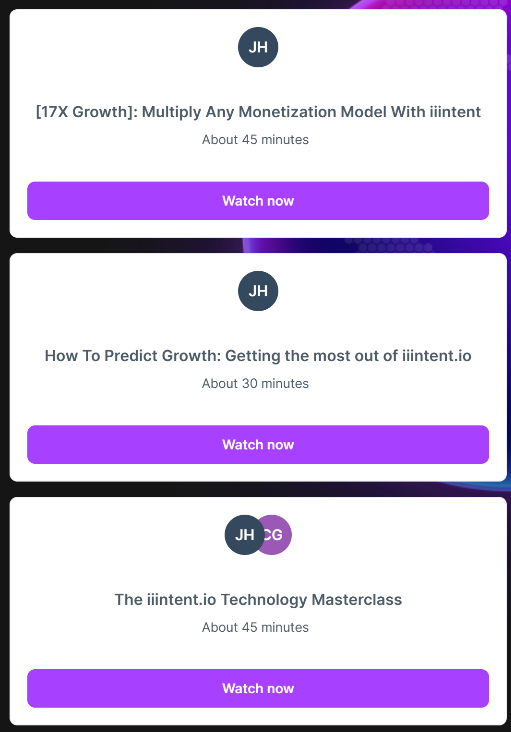 JH
[17X Growth]: Multiply Any Monetization Model With iiintent
About 45 minutes
Watch now
JH
How To Predict Growth: Getting the most out of iiintent.io
About 30 minutes
Watch now
JH CG
The iiintent.io Technology Masterclass
About 45 minutes
Watch now